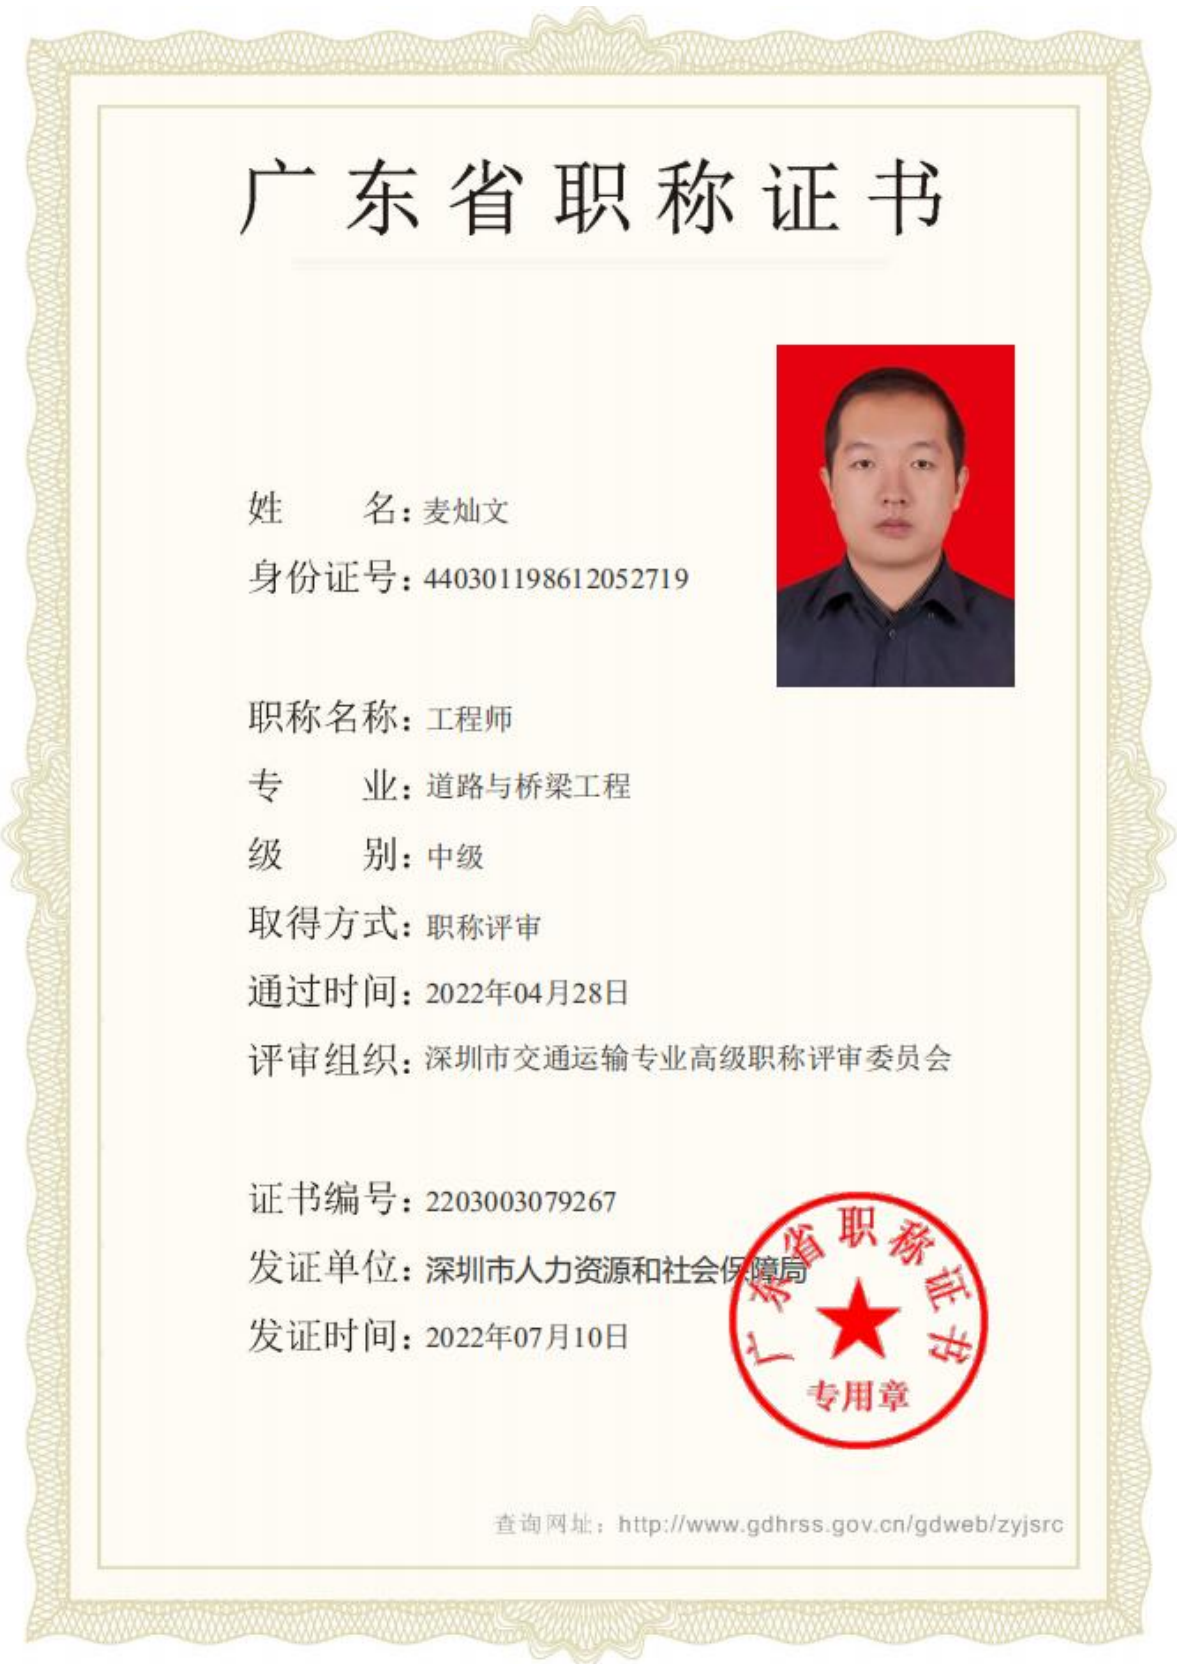 广东省职称证书
姓 名：麦灿文
身份证号：440301198612052719
职称名称：工程师
专 业：道路与桥梁工程
级 别：中级
取得方式：职称评审
通过时间：2022年04月28日
评审组织：深圳市交通运输专业高级职称评审委员会
证书编号：2203003079267
发证单位：深圳市人力资源和社会保障局
发证时间：2022年07月10日
广东省职称证书
专用章
查询网址：http://www.gdhrss.gov.cn/gdweb/zyjsrc